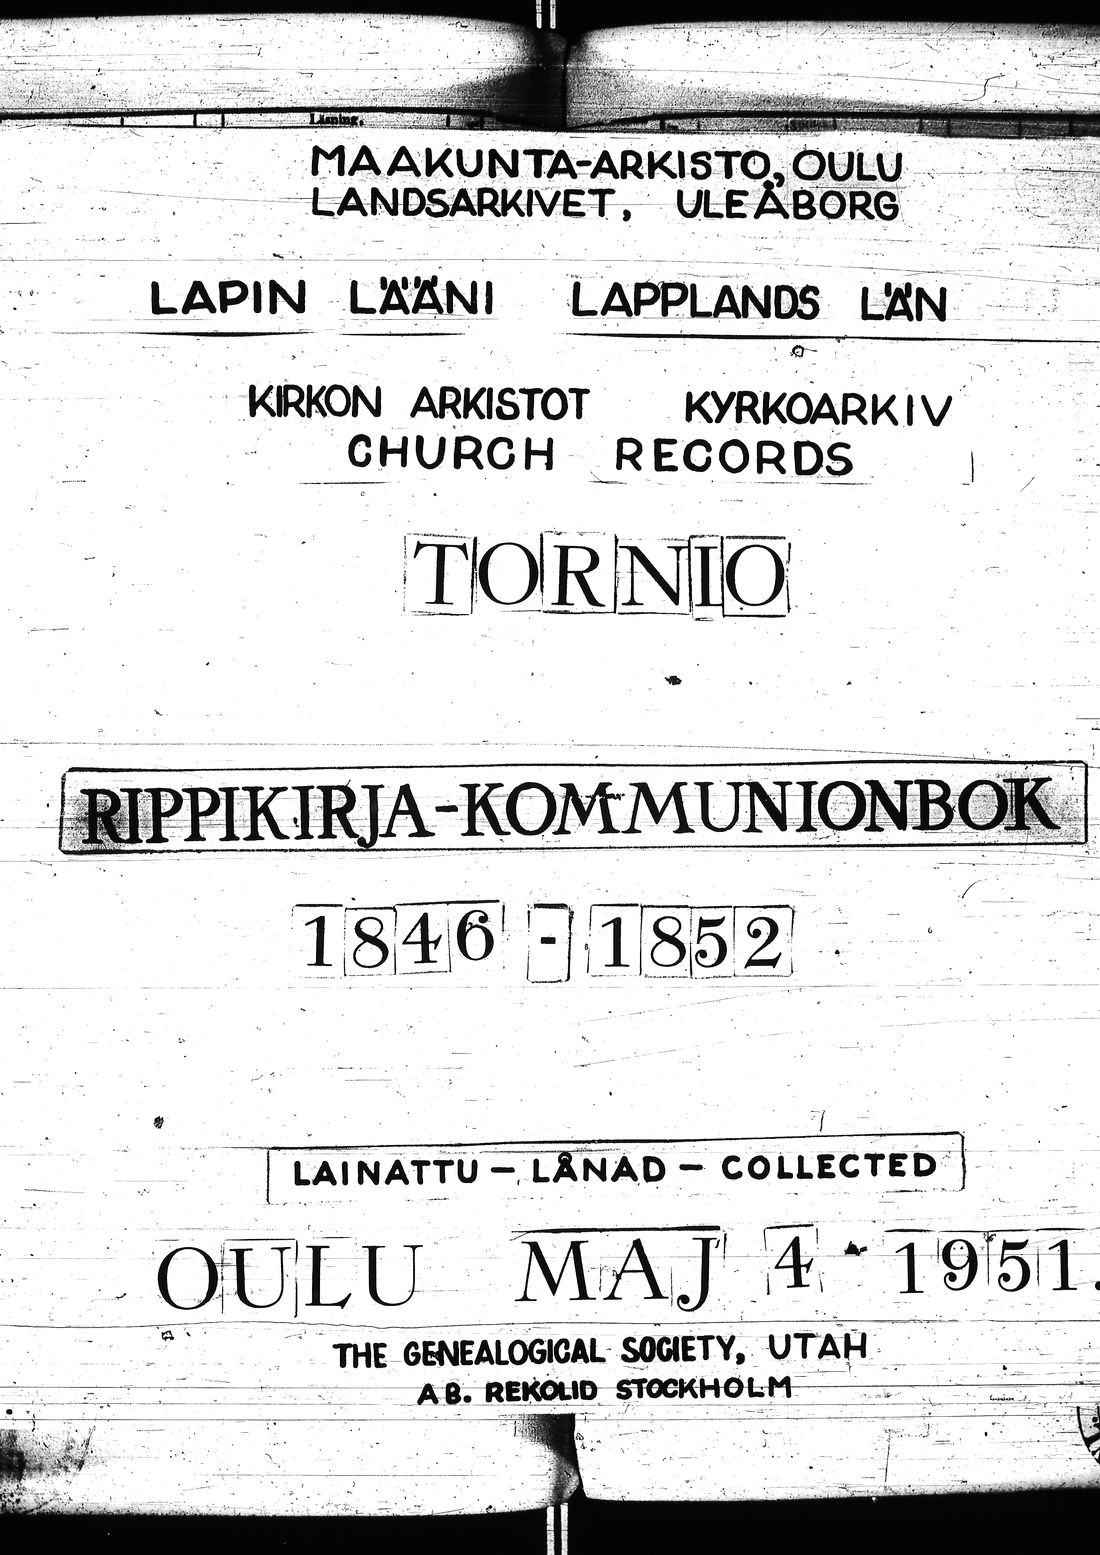 Läsning.
MAAKUNTA-ARKISTO, OULU
LANDSARKIVET, ULEÅBORG
LAPIN LÄÄNI LAPPLANDS LÄN
KIRKON ARKISTOT KYRKOARKIV
CHURCH RECORDS
TORNIO
RIPPIKIRJA-KOMMUNIONBOK
1846 - 1852
LAINATTU - LÅNAD - COLLECTED
OULU MAJ 4 - 1951.
THE GENEALOGICAL SOCIETY, UTAH
AB. REKOLID STOCKHOLM